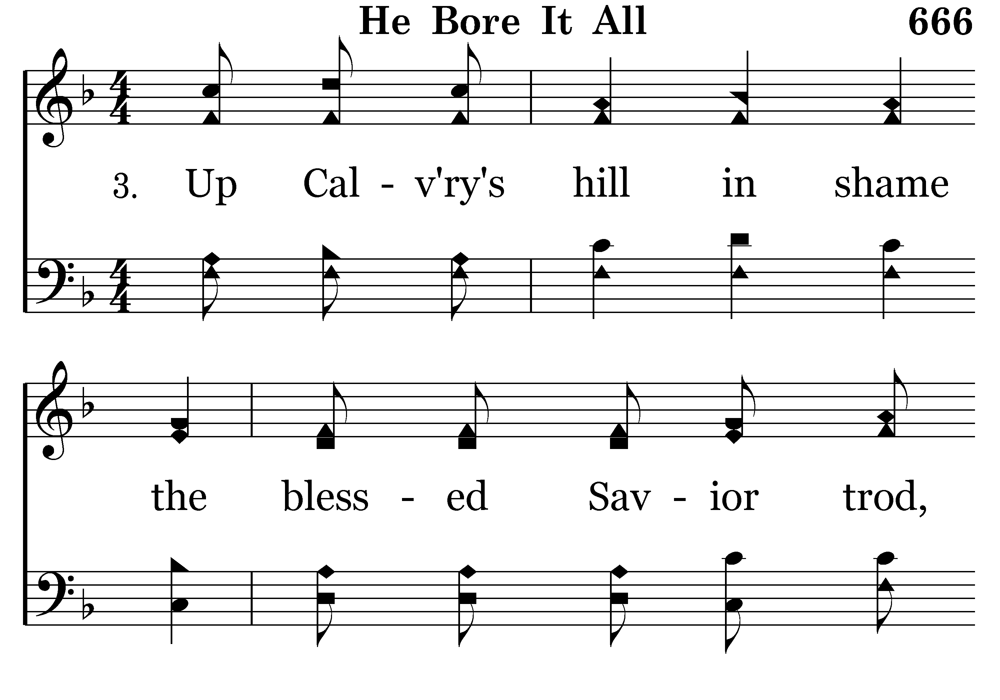 He Bore It All 666
3. Up Cal - v'ry's hill in shame
the bless - ed Sav - ior trod,